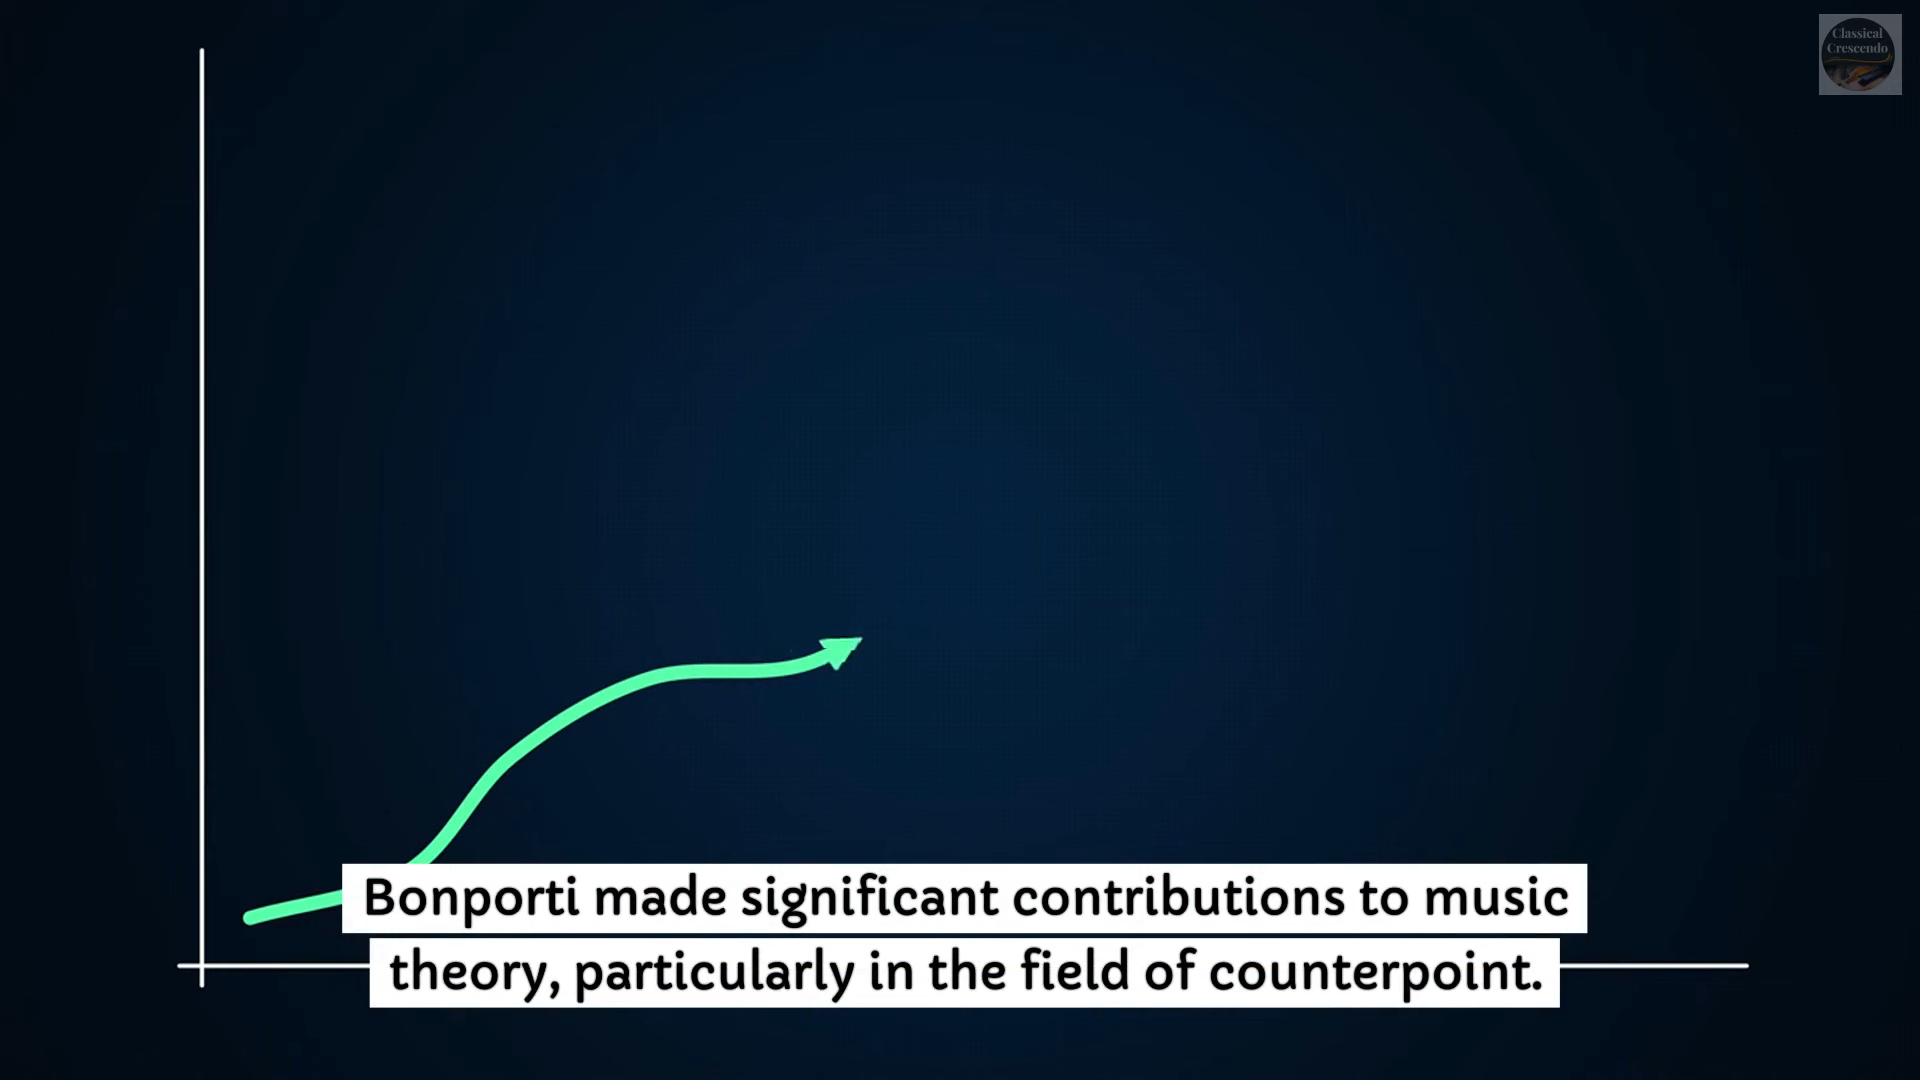 Classical
Crescendo
Bonporti made significant contributions to music
theory, particularly in the field of counterpoint.